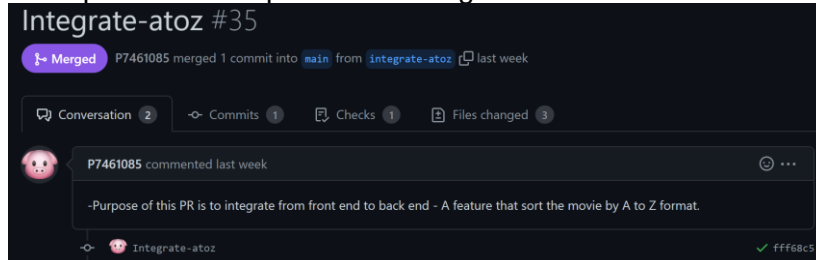 Integrate-atoz #35
Merged P7461085 merged 1 commit into main from integrate-atoz last week
Conversation 2 Commits 1 Checks 1 Files changed 3
P7461085 commented last week
-Purpose of this PR is to integrate from front end to back end - A feature that sort the movie by A to Z format.
Integrate-atoz fff68c5